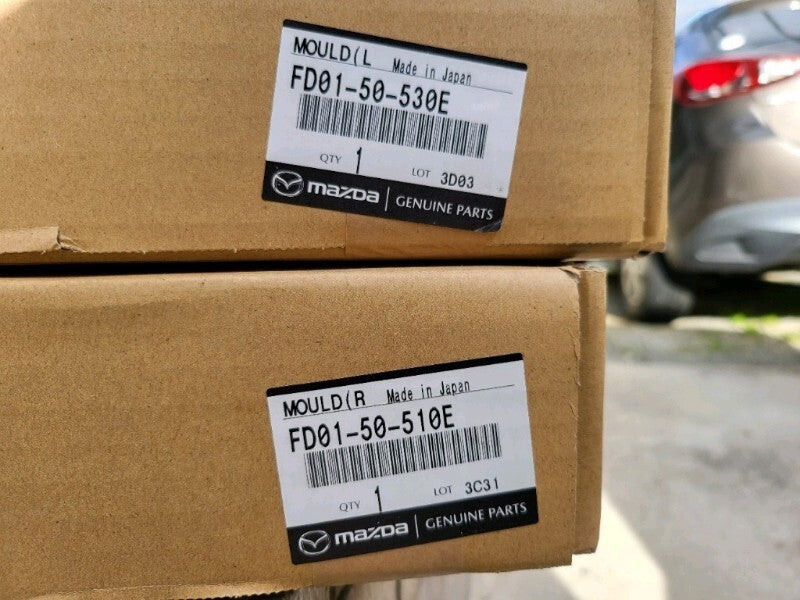 MOULD(L Made in Japan
FD01-50-530E
QTY 1 LOT 3D03
mazda GENUINE PARTS
MOULD(R Made in Japan
FD01-50-510E
QTY 1 LOT 3C31
mazda GENUINE PARTS